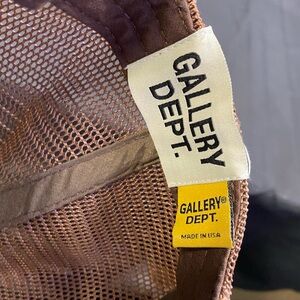 GALLERY
DEPT.
GALLERY®
DEPT.
MADE IN USA